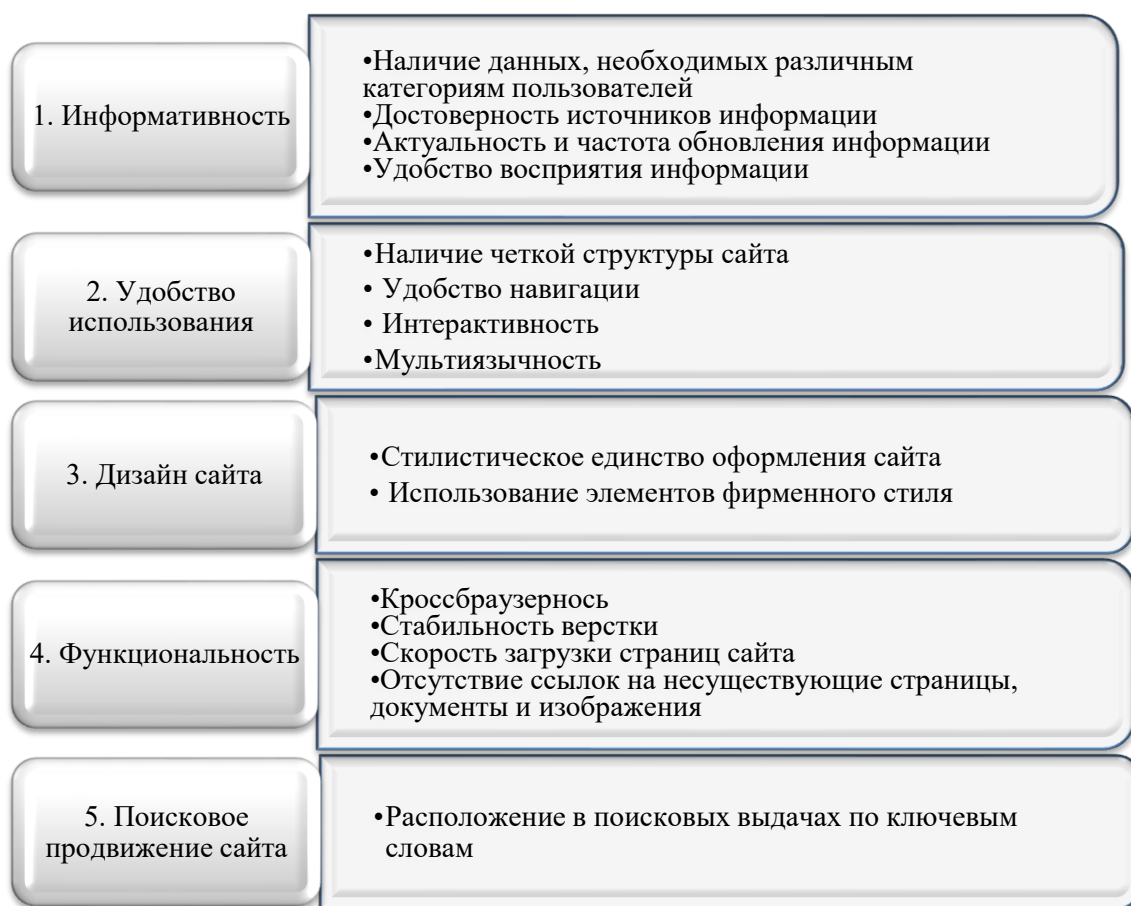 1. Информативность
•Наличие данных, необходимых различным
категориям пользователей
•Достоверность источников информации
•Актуальность и частота обновления информации
•Удобство восприятия информации
2. Удобство
использования
•Наличие четкой структуры сайта
• Удобство навигации
• Интерактивность
•Мультиязычность
3. Дизайн сайта
•Стилистическое единство оформления сайта
• Использование элементов фирменного стиля
4. Функциональность
•Кроссбраузернось
•Стабильность верстки
•Скорость загрузки страниц сайта
•Отсутствие ссылок на несуществующие страницы,
документы и изображения
5. Поисковое
продвижение сайта
•Расположение в поисковых выдачах по ключевым
словам